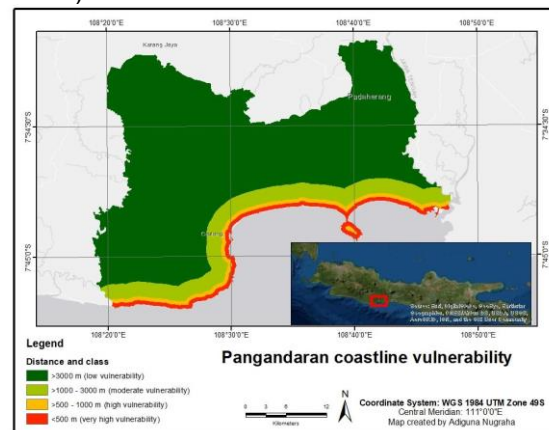 108°20'0"E 108°30'0"E 108°40'0"E 108°50'0"E
Karang Jaya
Padaherang
7°34'30"S 7°34'30"S
7°45'0"S 7°45'0"S
Legend
Distance and class
>3000 m (low vulnerability)
>1000 - 3000 m (moderate vulnerability)
>500 - 1000 m (high vulnerability)
<500 m (very high vulnerability)
108°20'0"E 108°30'0"E 108°40'0"E 108°50'0"E
Pangandaran coastline vulnerability
Kilometers
N
Coordinate System: WGS 1984 UTM Zone 49S
Central Meridian: 111°0'0"E
Map created by Adiguna Nugraha